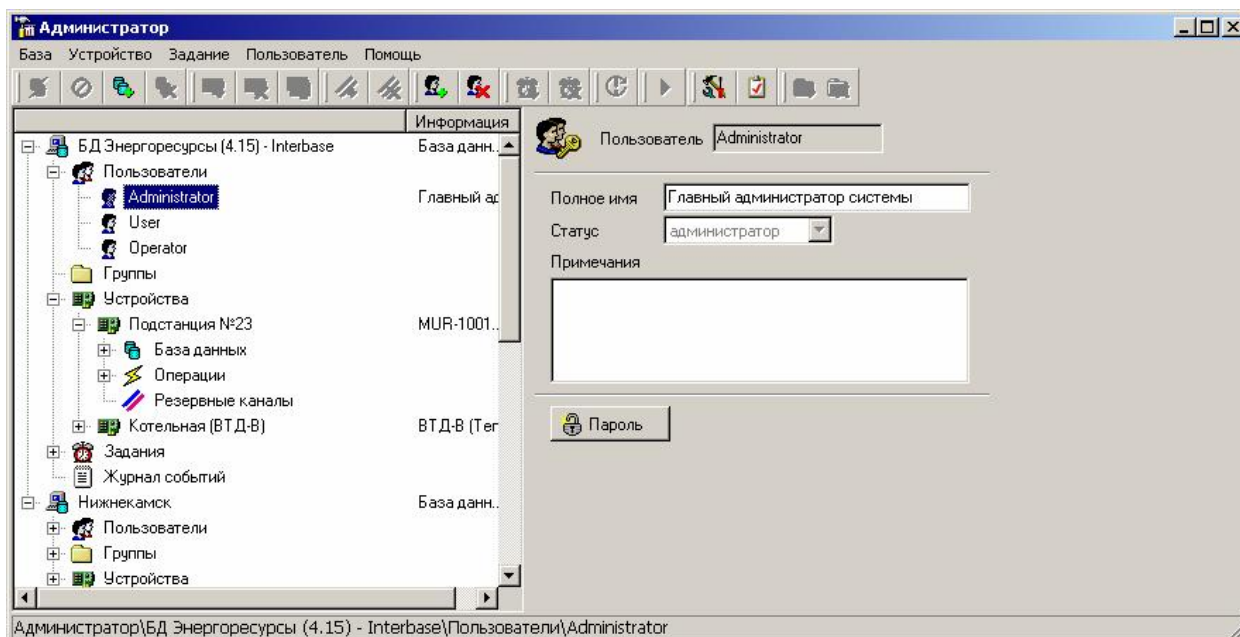 Администратор
База Устройство Задание Пользователь Помощь
Информация
БД Энергоресурсы (4.15) - Interbase База данн..
Пользователи
Administrator Главный ад
User
Operator
Группы
Устройства
Подстанция №23 MUR-1001..
База данных
Операции
Резервные каналы
Котельная (ВТД-В) ВТД-В (Теп
Задания
Журнал событий
Нижнекамск База данн..
Пользователи
Группы
Устройства
Пользователь Administrator
Полное имя Главный администратор системы
Статус администратор
Примечания
Пароль
Администратор\БД Энергоресурсы (4.15) - Interbase\Пользователи\Administrator